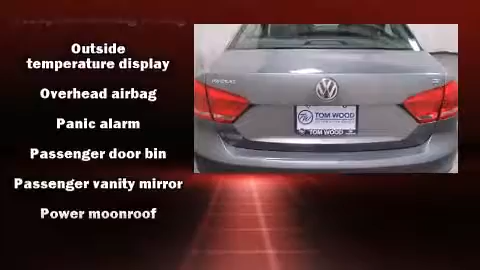 Outside
temperature display
Overhead airbag
Panic alarm
Passenger door bin
Passenger vanity mirror
Power moonroof
TOM WOOD
TOM WOOD